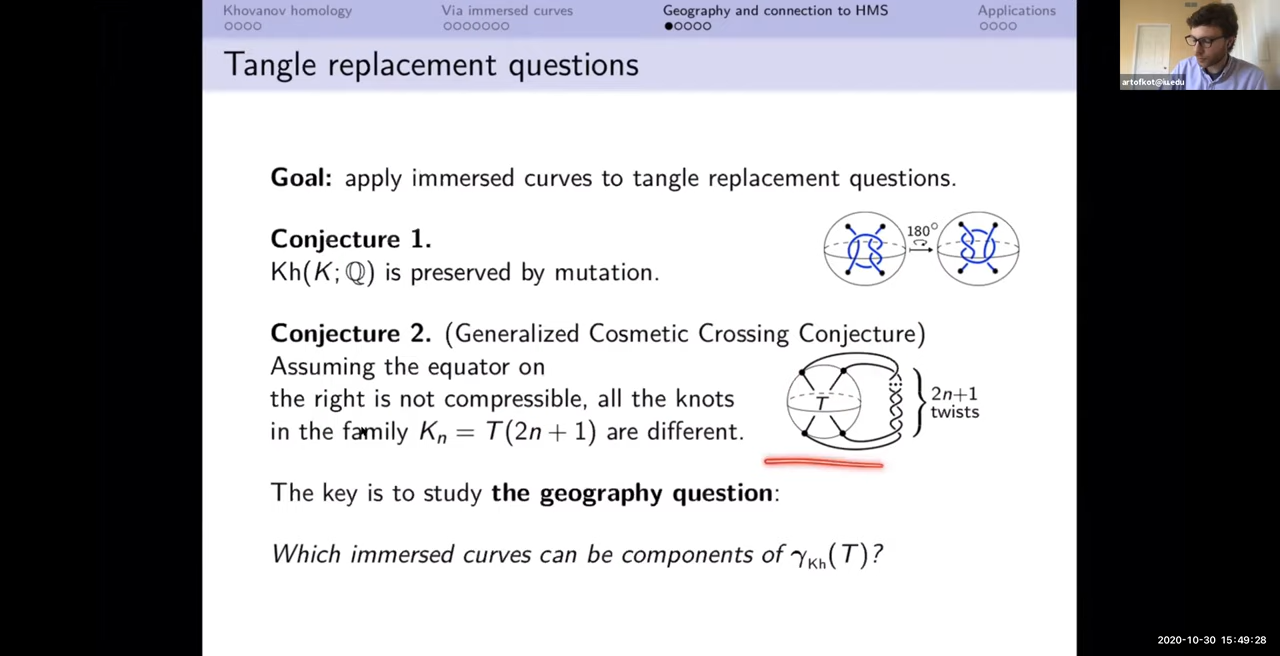 Khovanov homology Via immersed curves Geography and connection to HMS Applications
Tangle replacement questions
artofkot@iu.edu
Goal: apply immersed curves to tangle replacement questions.
Conjecture 1.
Kh(K; ℚ) is preserved by mutation.
180°
Conjecture 2. (Generalized Cosmetic Crossing Conjecture)
Assuming the equator on
the right is not compressible, all the knots
in the family Kₙ = T(2n + 1) are different.
T
2n+1
twists
The key is to study the geography question:
Which immersed curves can be components of γ_Kh(T)?
2020-10-30 15:49:28